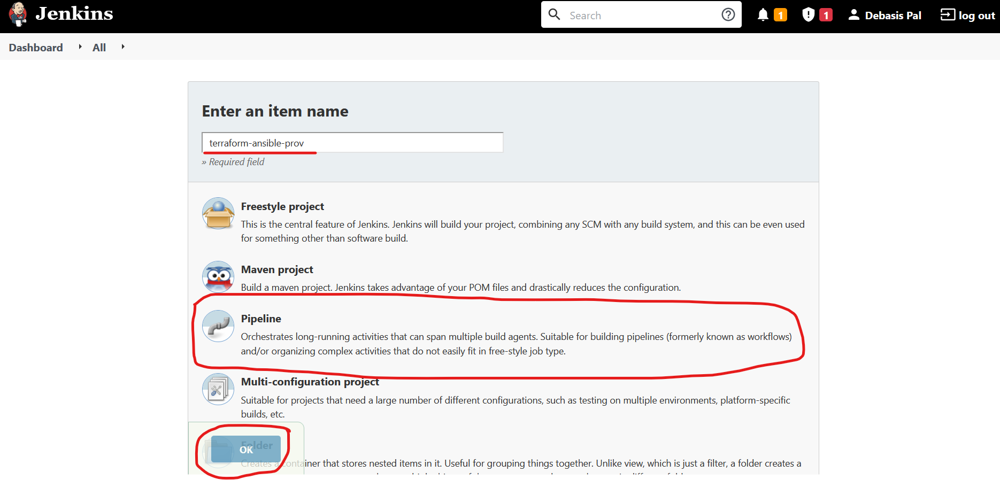 Jenkins
Search
1
1
Debasis Pal
log out
Dashboard
All
Enter an item name
terraform-ansible-prov
» Required field
Freestyle project
This is the central feature of Jenkins. Jenkins will build your project, combining any SCM with any build system, and this can be even used
for something other than software build.
Maven project
Build a maven project. Jenkins takes advantage of your POM files and drastically reduces the configuration.
Pipeline
Orchestrates long-running activities that can span multiple build agents. Suitable for building pipelines (formerly known as workflows)
and/or organizing complex activities that do not easily fit in free-style job type.
Multi-configuration project
Suitable for projects that need a large number of different configurations, such as testing on multiple environments, platform-specific
builds, etc.
Folder
OK
Creates a container that stores nested items in it. Useful for grouping things together. Unlike view, which is just a filter, a folder creates a